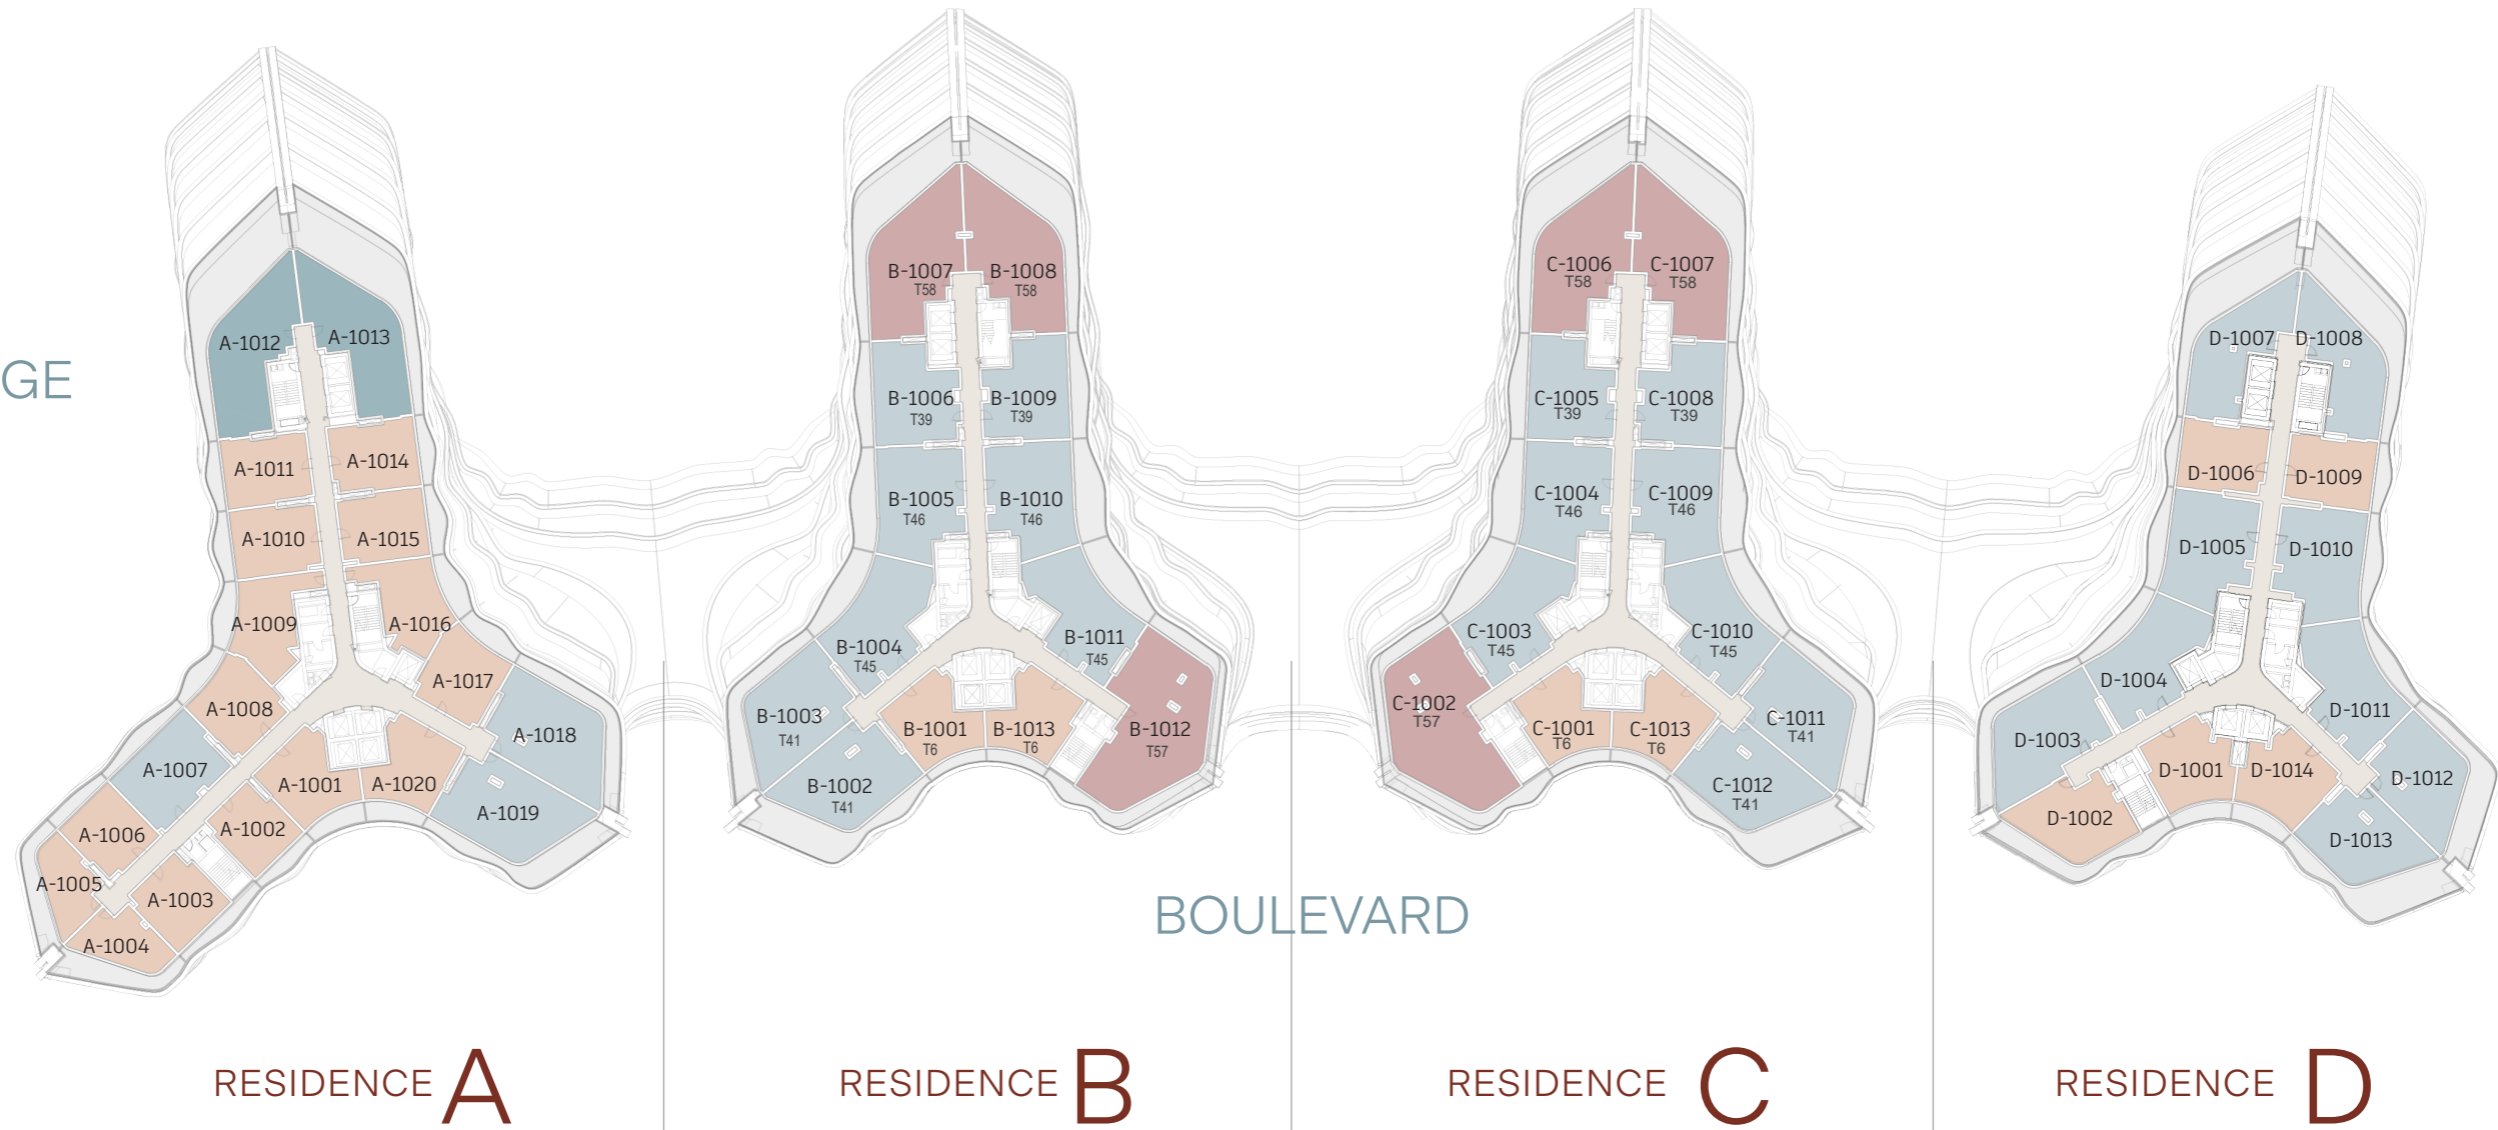 GE
A-1012
A-1013
A-1011
A-1014
A-1010
A-1015
A-1009
A-1016
A-1008
A-1017
A-1007
A-1018
A-1006
A-1001
A-1020
A-1019
A-1002
A-1005
A-1003
A-1004
B-1007
T58
B-1008
T58
B-1006
T39
B-1009
T39
B-1005
T46
B-1010
T46
B-1004
T45
B-1011
T45
B-1003
T41
B-1001
T6
B-1013
T6
B-1012
T57
B-1002
T41
C-1006
T58
C-1007
T58
C-1005
T39
C-1008
T39
C-1004
T46
C-1009
T46
C-1003
T45
C-1010
T45
C-1002
T57
C-1001
T6
C-1013
T6
C-1011
T41
C-1012
T41
D-1007
D-1008
D-1006
D-1009
D-1005
D-1010
D-1004
D-1011
D-1003
D-1001
D-1014
D-1012
D-1002
D-1013
BOULEVARD
RESIDENCE A
RESIDENCE B
RESIDENCE C
RESIDENCE D